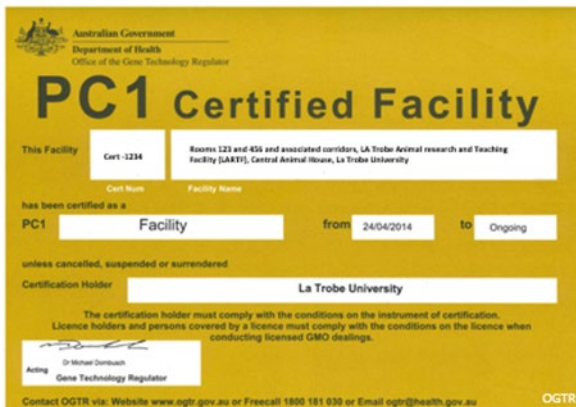 Australian Government
Department of Health
Office of the Gene Technology Regulator
PC1 Certified Facility
This Facility
Cert -1234
Rooms 123 and 456 and associated corridors, LA Trobe Animal research and Teaching
Facility (LARTF), Central Animal House, La Trobe University
Cert Num
Facility Name
has been certified as a
PC1
Facility
from
24/04/2014
to
Ongoing
unless cancelled, suspended or surrendered
Certification Holder
La Trobe University
The certification holder must comply with the conditions on the instrument of certification.
Licence holders and persons covered by a licence must comply with the conditions on the licence when
conducting licensed GMO dealings.
Dr Michael Dornbusch
Acting
Gene Technology Regulator
Contact OGTR via: Website www.ogtr.gov.au or Freecall 1800 181 030 or Email ogtr@health.gov.au
OGTR